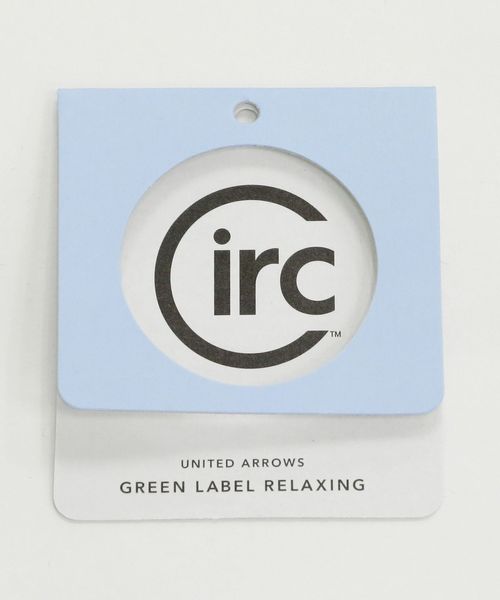 Circ
TM
UNITED ARROWS
GREEN LABEL RELAXING